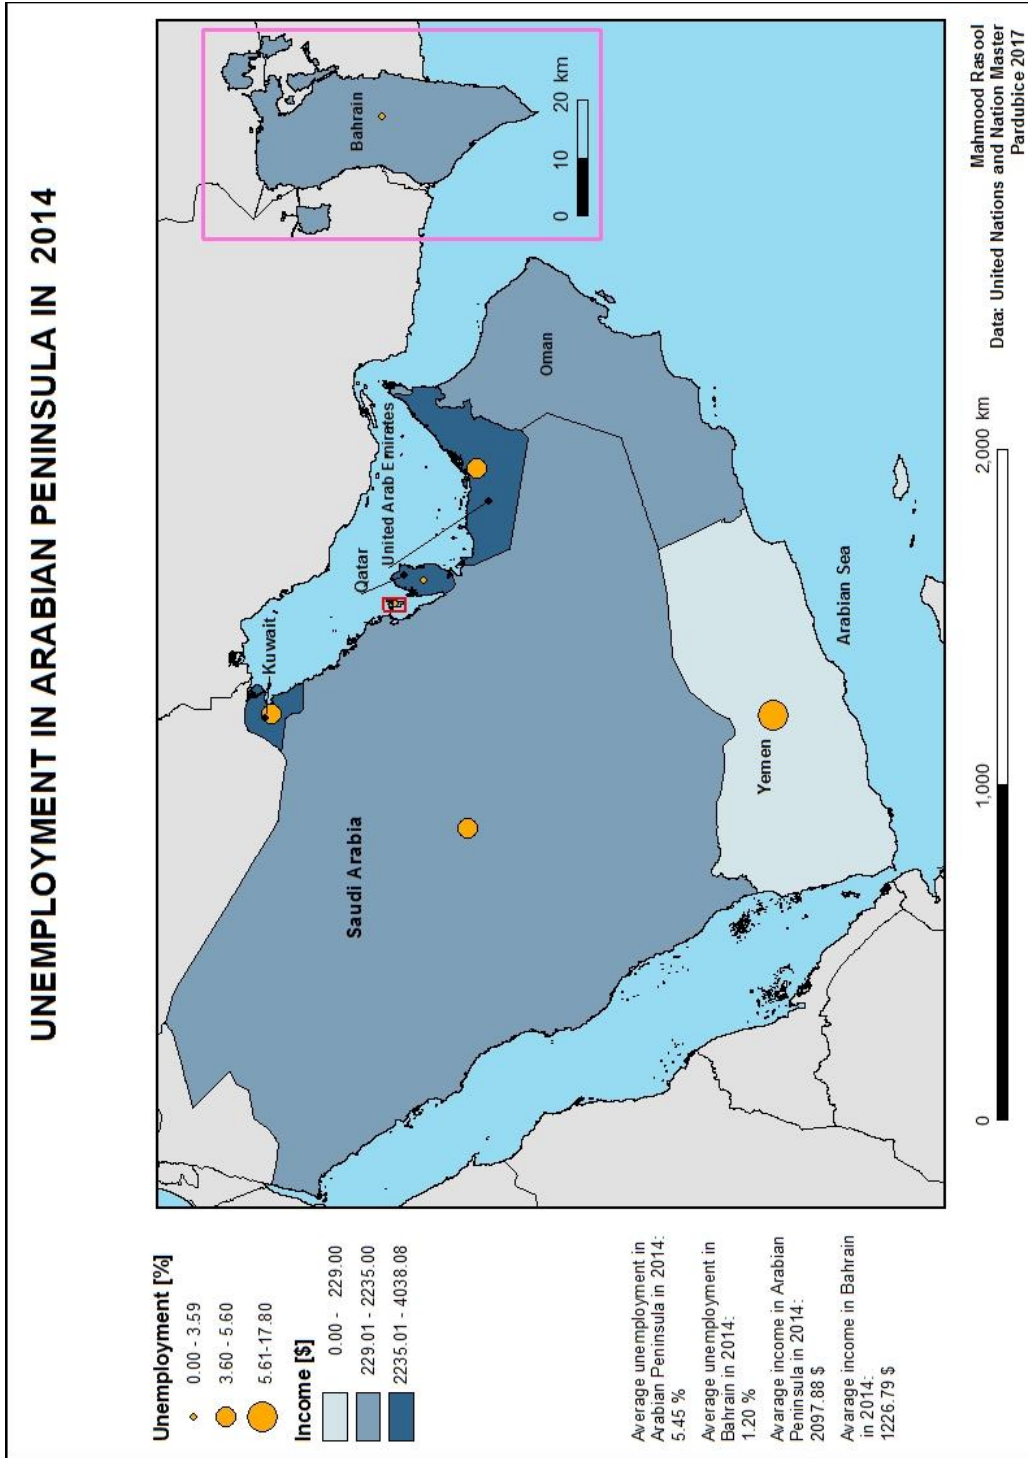 UNEMPLOYMENT IN ARABIAN PENINSULA IN 2014
Unemployment [%]
0.00 - 3.59
3.60 - 5.60
5.61-17.80
Income [$]
0.00 - 229.00
229.01 - 2235.00
2235.01 - 4038.08
Average unemployment in
Arabian Peninsula in 2014:
5.45 %
Average unemployment in
Bahrain in 2014:
1.20 %
Avarage income in Arabian
Peninsula in 2014:
2097.88 $
Avarage income in Bahrain
in 2014:
1226.79 $
Saudi Arabia
Kuwait
Qatar
United Arab Emirates
Oman
Yemen
Arabian Sea
Bahrain
0 10 20 km
0 1,000 2,000 km
Mahmood Rasool
Data: United Nations and Nation Master
Pardubice 2017